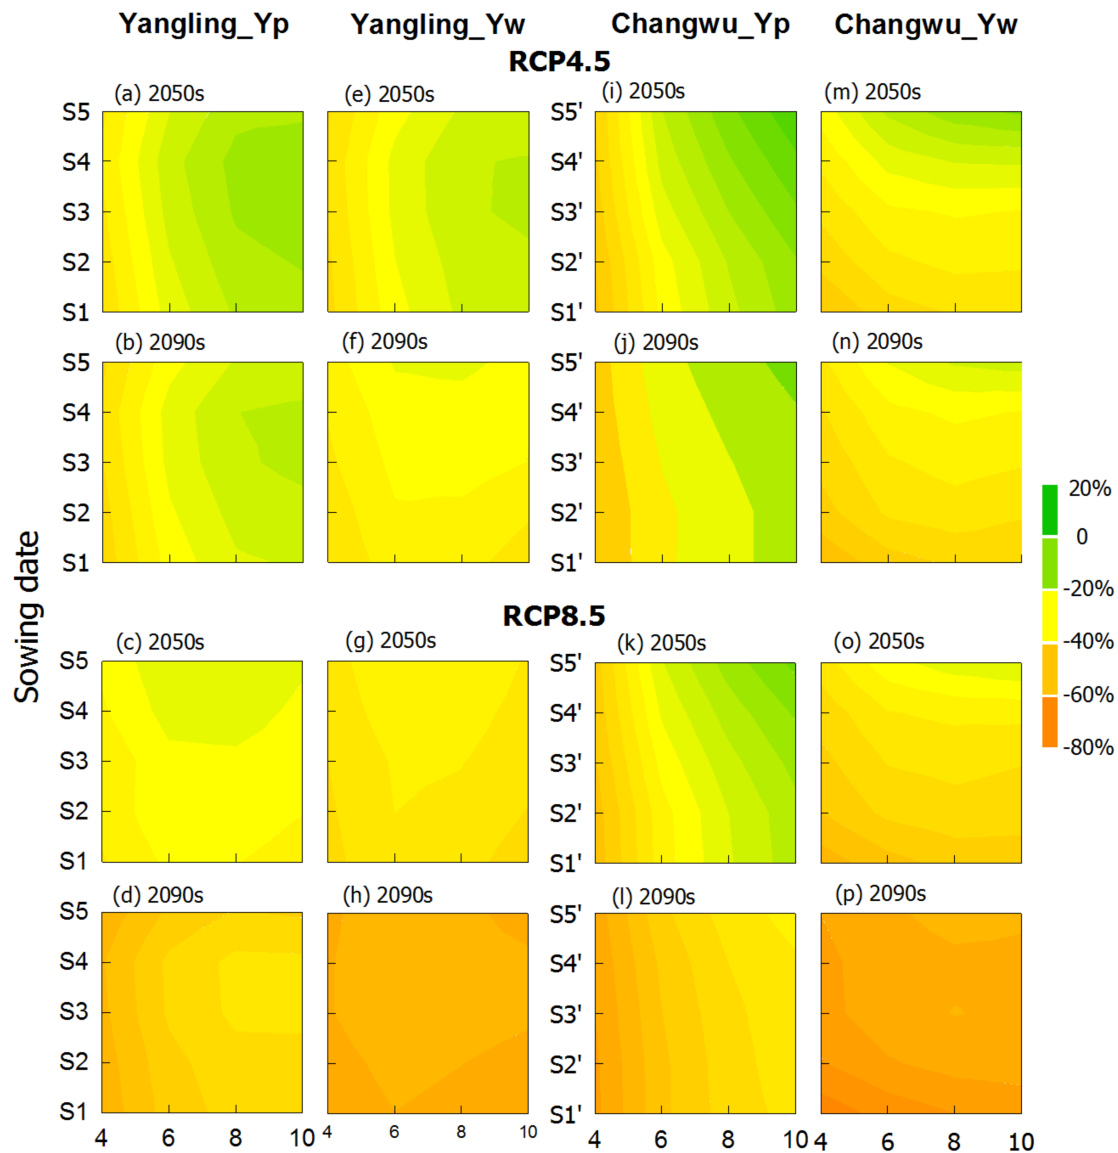 Yangling_Yp Yangling_Yw Changwu_Yp Changwu_Yw
RCP4.5
(a) 2050s (e) 2050s (i) 2050s (m) 2050s
S5 S5'
S4 S4'
S3 S3'
S2 S2'
S1 S1'
(b) 2090s (f) 2090s (j) 2090s (n) 2090s
S5 S5'
S4 S4'
S3 S3'
S2 S2'
S1 S1'
Sowing date
20%
0
-20%
-40%
-60%
-80%
RCP8.5
(c) 2050s (g) 2050s (k) 2050s (o) 2050s
S5 S5'
S4 S4'
S3 S3'
S2 S2'
S1 S1'
(d) 2090s (h) 2090s (l) 2090s (p) 2090s
S5 S5'
S4 S4'
S3 S3'
S2 S2'
S1 S1'
4 6 8 10 4 6 8 10 4 6 8 10 4 6 8 10